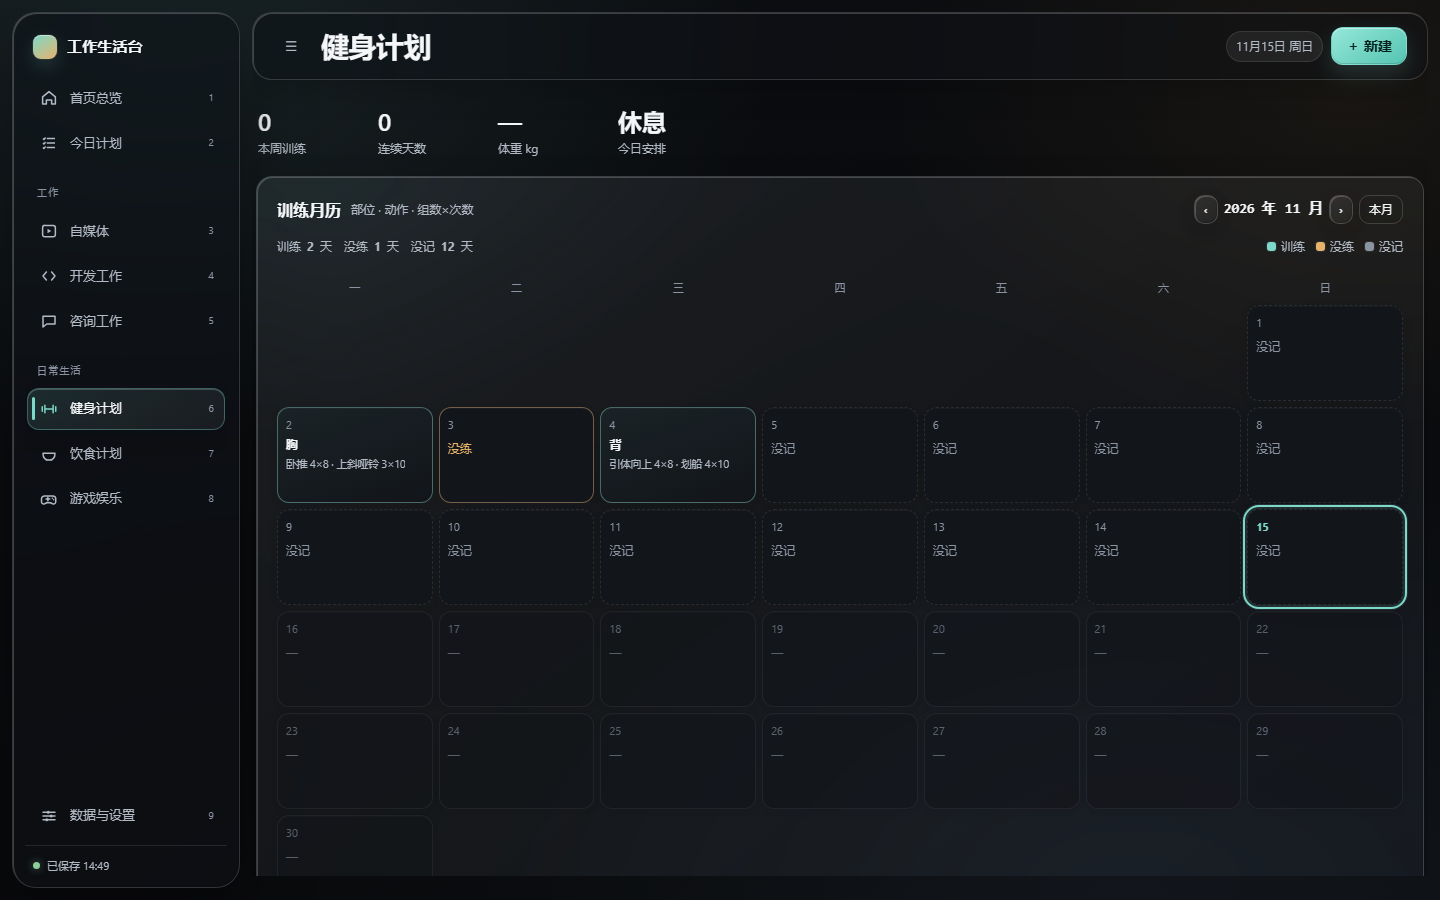 工作生活台
首页总览 1
今日计划 2
工作
自媒体 3
开发工作 4
咨询工作 5
日常生活
健身计划 6
饮食计划 7
游戏娱乐 8
数据与设置 9
已保存 14:49
☰ 健身计划
11月15日 周日
+ 新建
0 0 — 休息
本周训练 连续天数 体重 kg 今日安排
训练月历 部位 · 动作 · 组数×次数
‹ 2026 年 11 月 › 本月
训练 2 天 没练 1 天 没记 12 天
训练 没练 没记
一 二 三 四 五 六 日
1
没记
2 3 4 5 6 7 8
胸 没练 背 没记 没记 没记 没记
卧推 4×8 · 上斜哑铃 3×10 引体向上 4×8 · 划船 4×10
9 10 11 12 13 14 15
没记 没记 没记 没记 没记 没记 没记
16 17 18 19 20 21 22
— — — — — — —
23 24 25 26 27 28 29
— — — — — — —
30
—